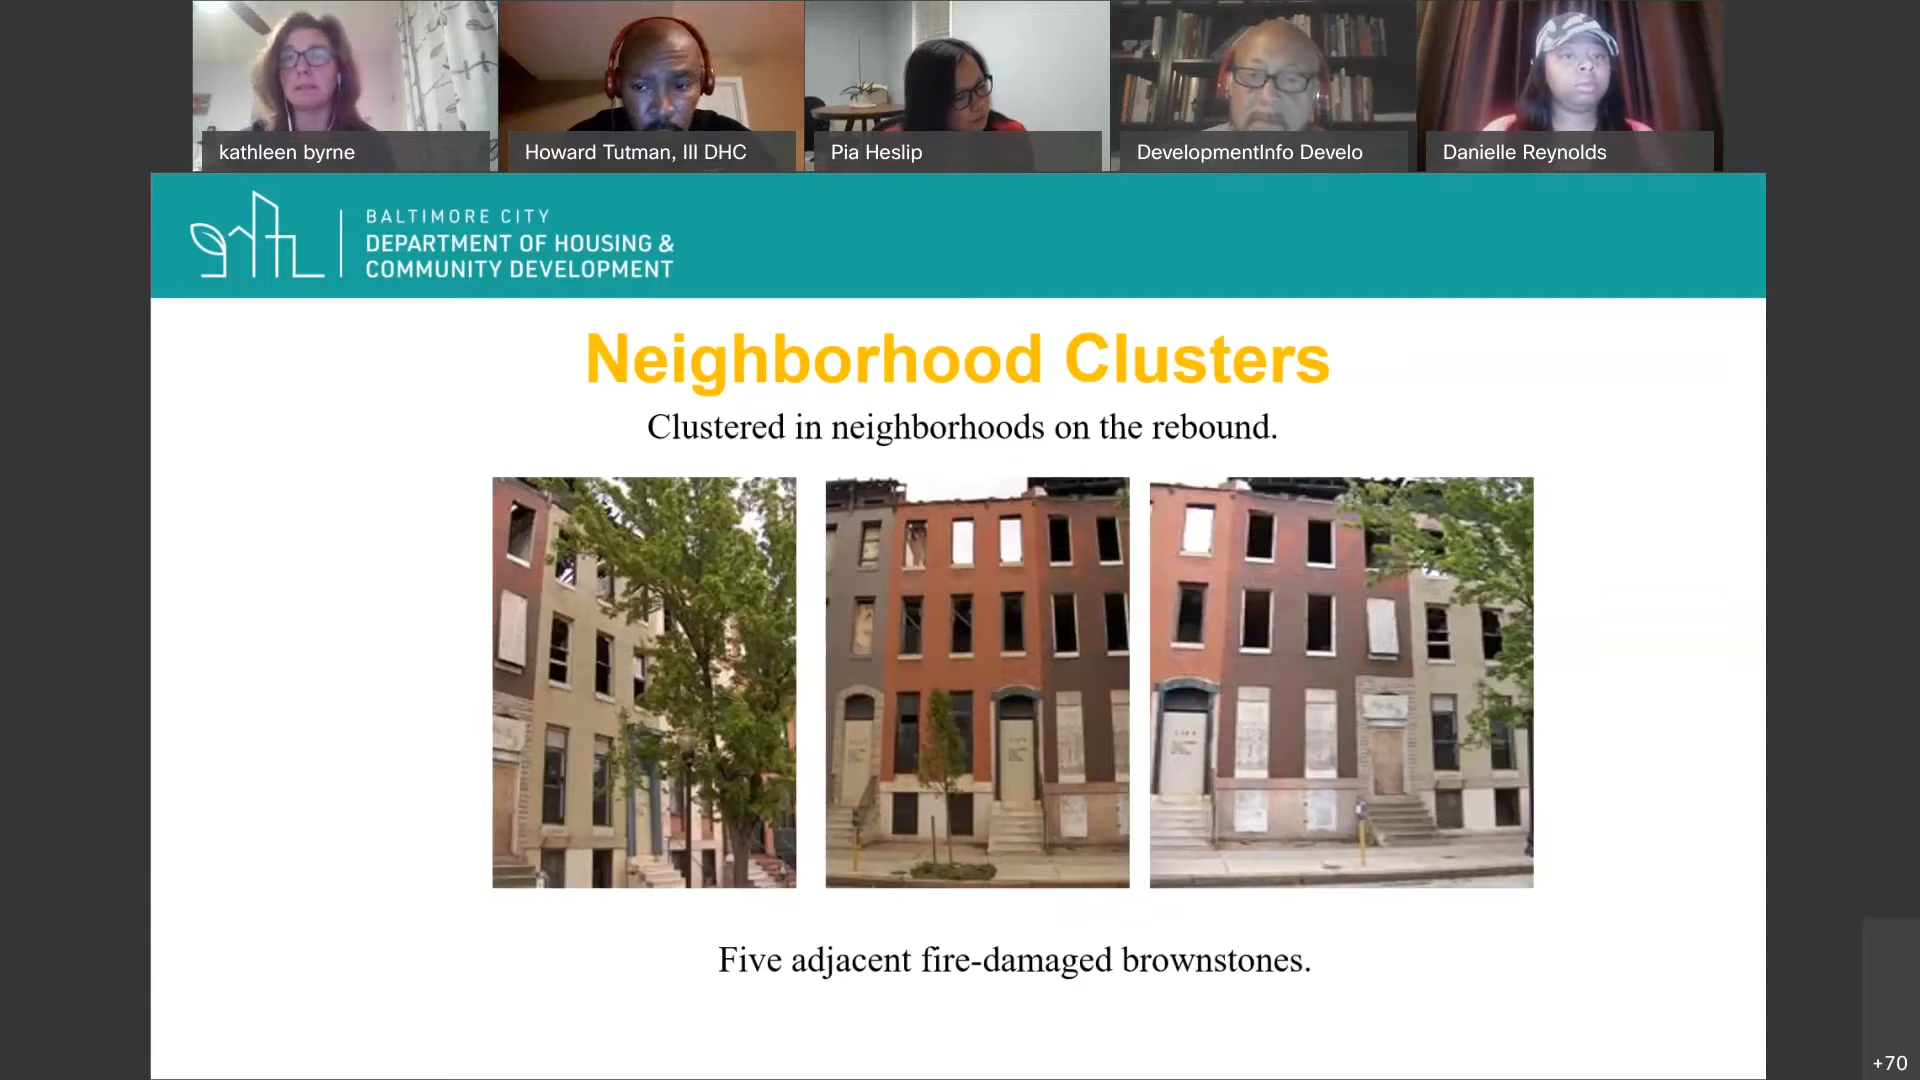 kathleen byrne
Howard Tutman, III DHC
Pia Heslip
DevelopmentInfo Develo
Danielle Reynolds
BALTIMORE CITY
DEPARTMENT OF HOUSING &
COMMUNITY DEVELOPMENT
Neighborhood Clusters
Clustered in neighborhoods on the rebound.
Five adjacent fire-damaged brownstones.
+70